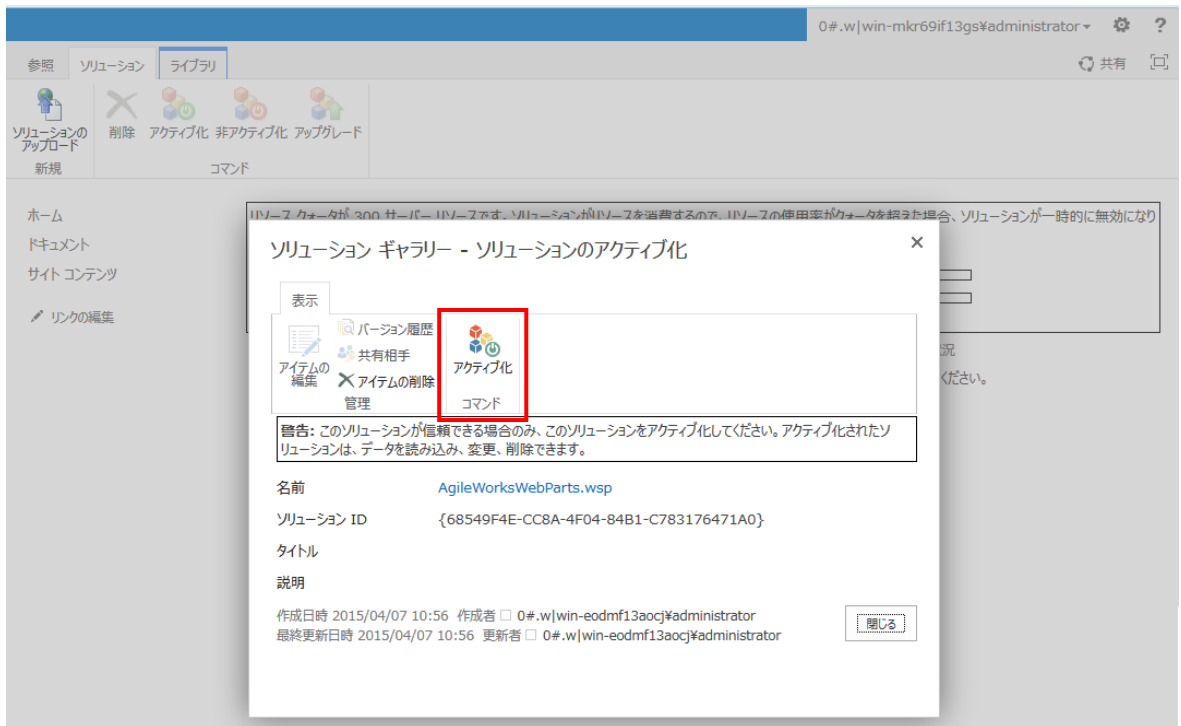 0#.w|win-mkr69if13gs¥administrator
?
参照 ソリューション ライブラリ
共有
ソリューションの
アップロード
削除 アクティブ化 非アクティブ化 アップグレード
新規 コマンド
ホーム
ドキュメント
サイト コンテンツ
リンクの編集
リソース クォータが 300 サーバー リソースです。ソリューションがリソースを消費するので、リソースの使用率がクォータを超えた場合、ソリューションが一時的に無効になり
況
ください。
ソリューション ギャラリー - ソリューションのアクティブ化
表示
アイテムの
編集
バージョン履歴
共有相手
アイテムの削除
管理
アクティブ化
コマンド
警告: このソリューションが信頼できる場合のみ、このソリューションをアクティブ化してください。アクティブ化されたソ
リューションは、データを読み込み、変更、削除できます。
名前 AgileWorksWebParts.wsp
ソリューション ID {68549F4E-CC8A-4F04-84B1-C783176471A0}
タイトル
説明
作成日時 2015/04/07 10:56 作成者 0#.w|win-eodmf13aocj¥administrator
最終更新日時 2015/04/07 10:56 更新者 0#.w|win-eodmf13aocj¥administrator
閉じる